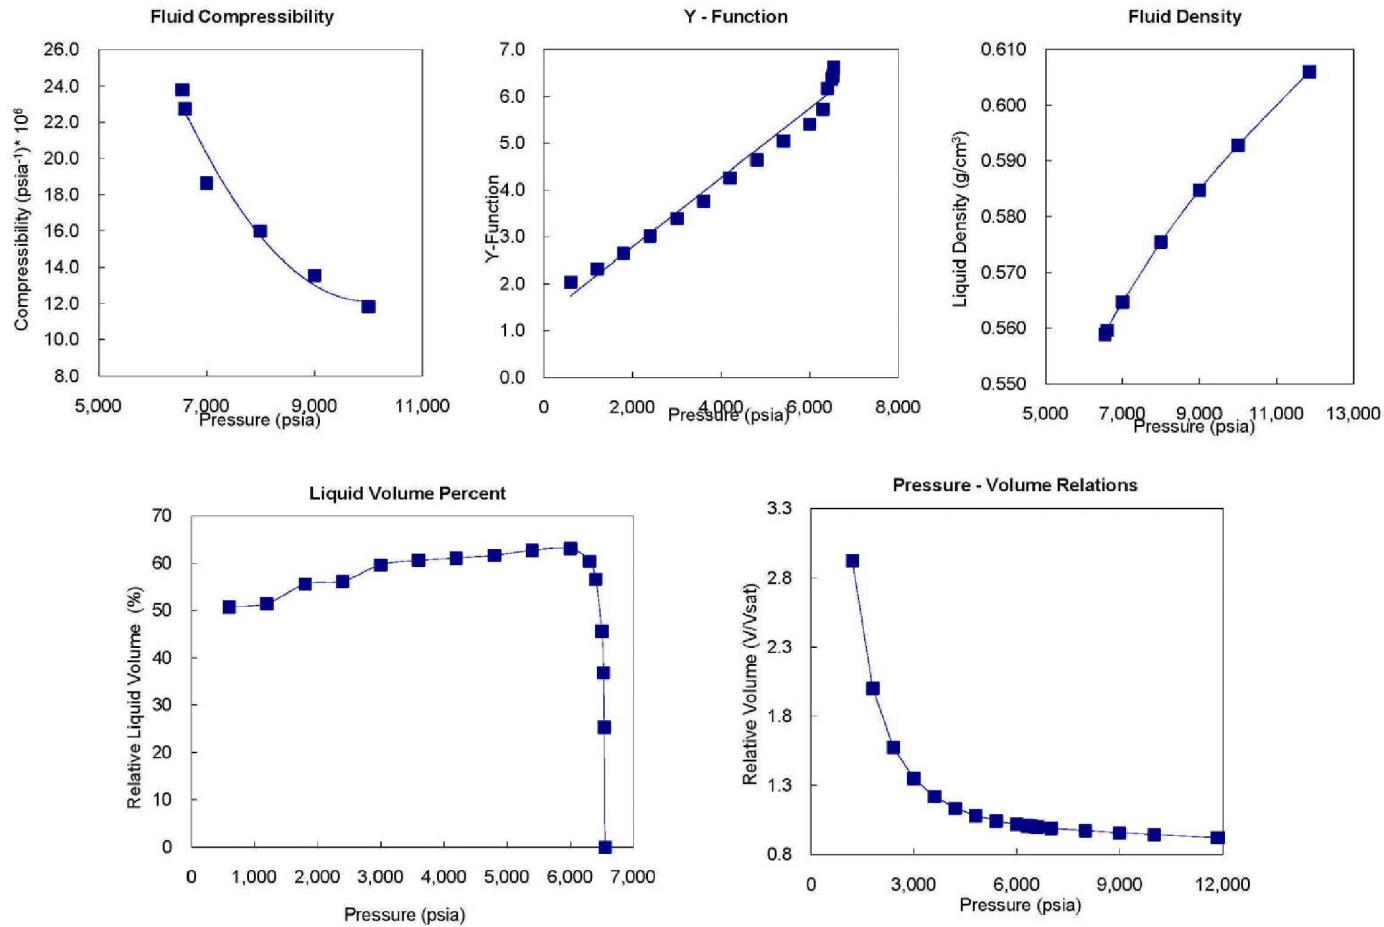 Fluid Compressibility
26.0
24.0
22.0
20.0
18.0
16.0
14.0
12.0
10.0
8.0
Compressibility (psia⁻¹)* 10⁶
5,000 7,000 9,000 11,000
Pressure (psia)
Y - Function
7.0
6.0
5.0
4.0
3.0
2.0
1.0
0.0
Y-Function
0 2,000 4,000 6,000 8,000
Pressure (psia)
Fluid Density
0.610
0.600
0.590
0.580
0.570
0.560
0.550
Liquid Density (g/cm³)
5,000 7,000 9,000 11,000 13,000
Pressure (psia)
Liquid Volume Percent
70
60
50
40
30
20
10
0
Relative Liquid Volume (%)
0 1,000 2,000 3,000 4,000 5,000 6,000 7,000
Pressure (psia)
Pressure - Volume Relations
3.3
2.8
2.3
1.8
1.3
0.8
Relative Volume (V/Vsat)
0 3,000 6,000 9,000 12,000
Pressure (psia)